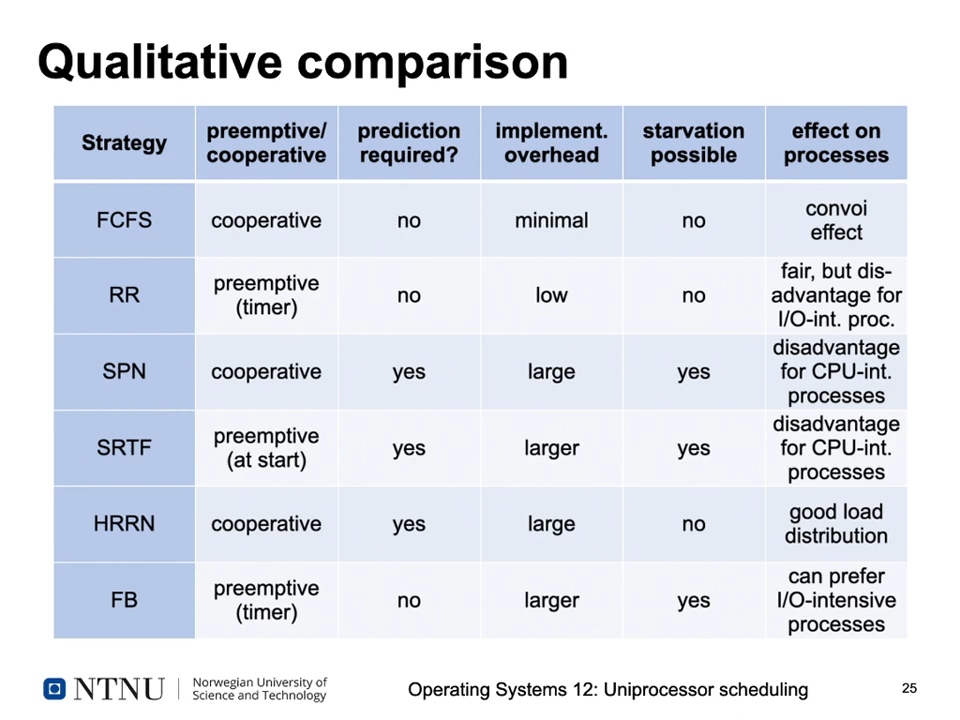 Qualitative comparison
Strategy
preemptive/
cooperative
prediction
required?
implement.
overhead
starvation
possible
effect on
processes
FCFS
cooperative
no
minimal
no
convoi
effect
RR
preemptive
(timer)
no
low
no
fair, but dis-
advantage for
I/O-int. proc.
SPN
cooperative
yes
large
yes
disadvantage
for CPU-int.
processes
SRTF
preemptive
(at start)
yes
larger
yes
disadvantage
for CPU-int.
processes
HRRN
cooperative
yes
large
no
good load
distribution
FB
preemptive
(timer)
no
larger
yes
can prefer
I/O-intensive
processes
NTNU
Norwegian University of
Science and Technology
Operating Systems 12: Uniprocessor scheduling
25